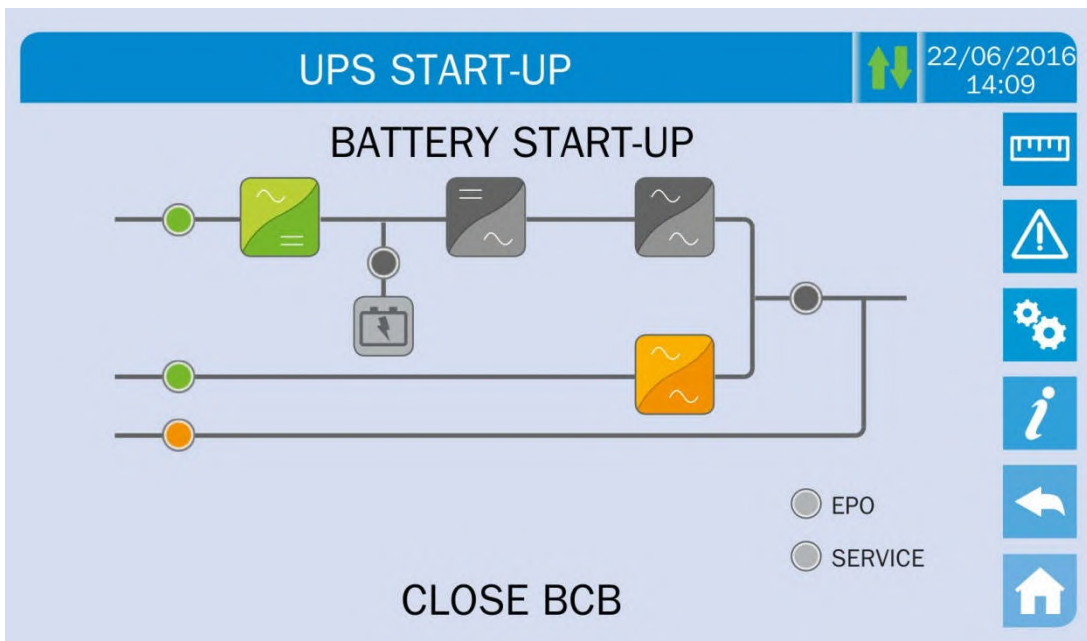 UPS START-UP
22/06/2016
14:09
BATTERY START-UP
EPO
SERVICE
CLOSE BCB